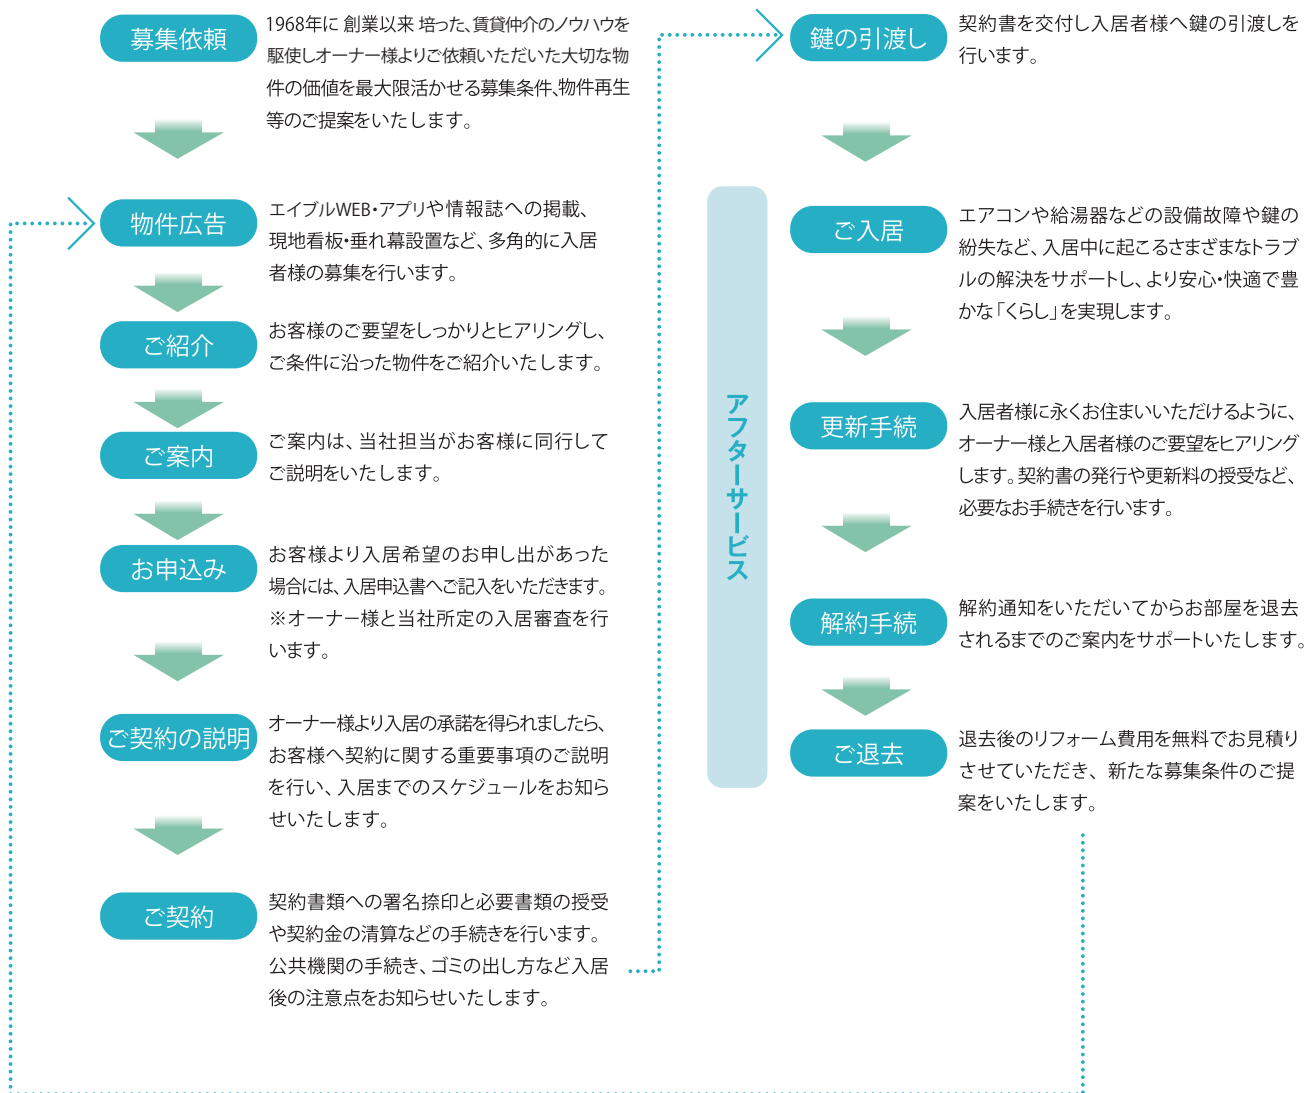 募集依頼
1968年に 創業以来 培った、賃貸仲介のノウハウを
駆使しオーナー様よりご依頼いただいた大切な物
件の価値を最大限活かせる募集条件、物件再生
等のご提案をいたします。
物件広告
エイブルWEB・アプリや情報誌への掲載、
現地看板・垂れ幕設置など、多角的に入居
者様の募集を行います。
ご紹介
お客様のご要望をしっかりとヒアリングし、
ご条件に沿った物件をご紹介いたします。
ご案内
ご案内は、当社担当がお客様に同行して
ご説明をいたします。
お申込み
お客様より入居希望のお申し出があった
場合には、入居申込書へご記入をいただきます。
※オーナー様と当社所定の入居審査を行
います。
ご契約の説明
オーナー様より入居の承諾を得られましたら、
お客様へ契約に関する重要事項のご説明
を行い、入居までのスケジュールをお知ら
せいたします。
ご契約
契約書類への署名捺印と必要書類の授受
や契約金の清算などの手続きを行います。
公共機関の手続き、ゴミの出し方など入居
後の注意点をお知らせいたします。
鍵の引渡し
契約書を交付し入居者様へ鍵の引渡しを
行います。
アフターサービス
ご入居
エアコンや給湯器などの設備故障や鍵の
紛失など、入居中に起こるさまざまなトラブ
ルの解決をサポートし、より安心・快適で豊
かな「くらし」を実現します。
更新手続
入居者様に永くお住まいいただけるように、
オーナー様と入居者様のご要望をヒアリング
します。契約書の発行や更新料の授受など、
必要なお手続きを行います。
解約手続
解約通知をいただいてからお部屋を退去
されるまでのご案内をサポートいたします。
ご退去
退去後のリフォーム費用を無料でお見積り
させていただき、新たな募集条件のご提
案をいたします。